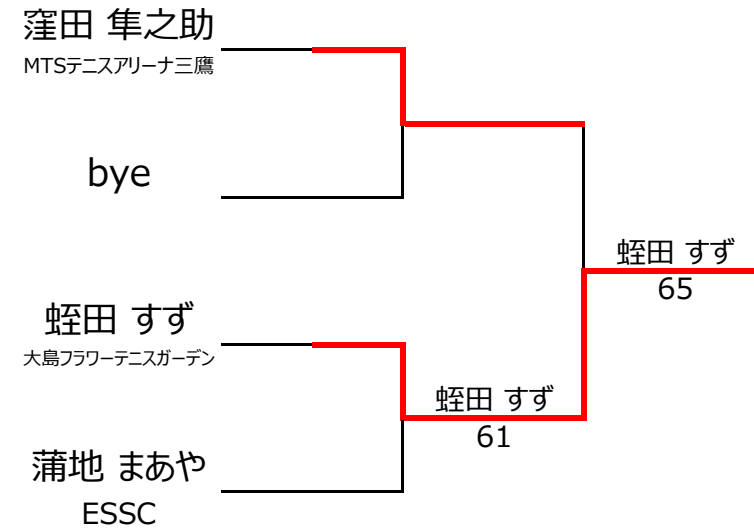 窪田 隼之助
MTSテニスアリーナ三鷹
bye
蛭田 すず
65
蛭田 すず
大島フラワーテニスガーデン
蛭田 すず
61
蒲地 まあや
ESSC